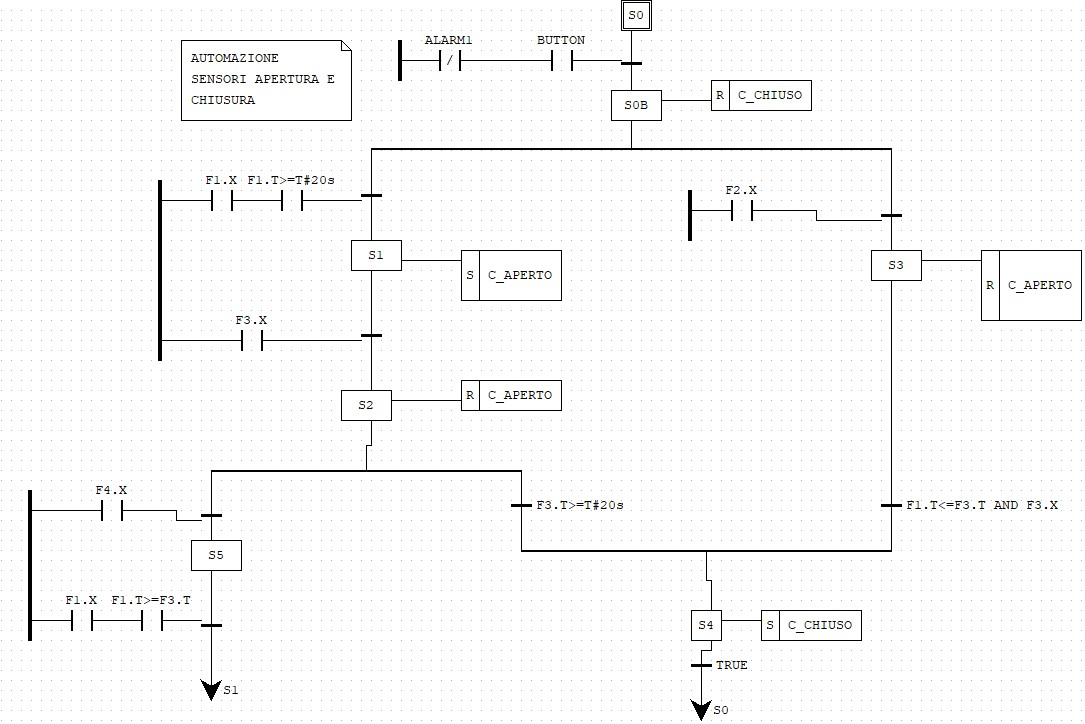 S0
ALARM1 BUTTON
/
AUTOMAZIONE
SENSORI APERTURA E
CHIUSURA
S0B
R C_CHIUSO
F1.X F1.T>=T#20s
F2.X
S1
S C_APERTO
S3
R C_APERTO
F3.X
S2
R C_APERTO
F4.X
F3.T>=T#20s
F1.T<=F3.T AND F3.X
S5
F1.X F1.T>=F3.T
S4
S C_CHIUSO
TRUE
S1
S0